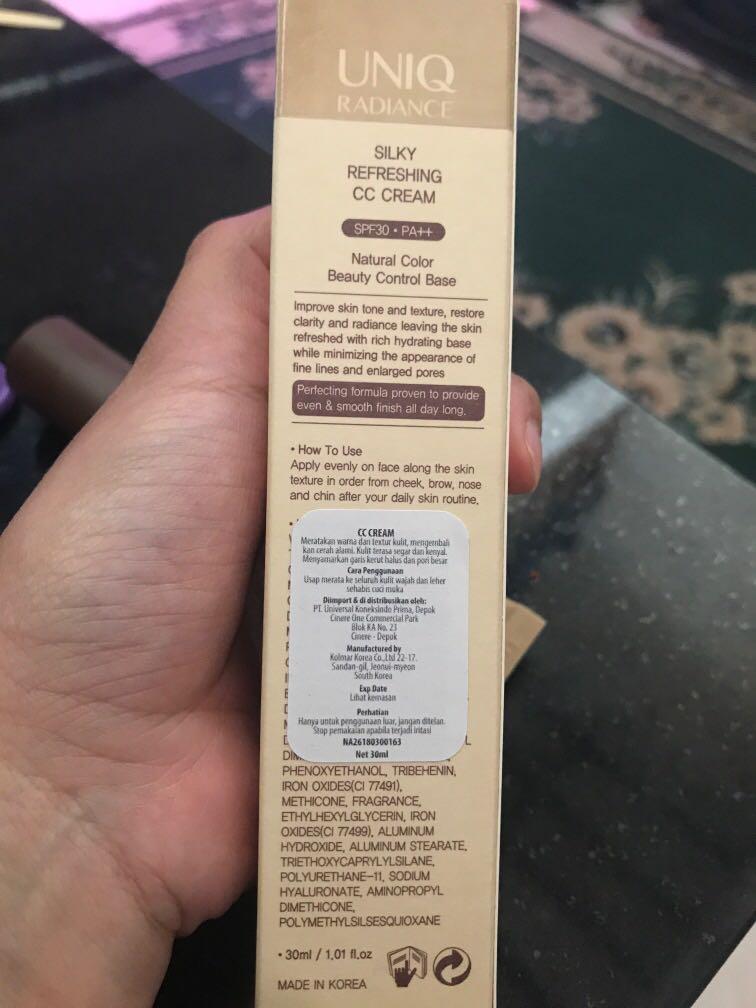 UNIQ
RADIANCE
SILKY
REFRESHING
CC CREAM
SPF30 • PA++
Natural Color
Beauty Control Base
Improve skin tone and texture, restore
clarity and radiance leaving the skin
refreshed with rich hydrating base
while minimizing the appearance of
fine lines and enlarged pores
Perfecting formula proven to provide
even & smooth finish all day long.
• How To Use
Apply evenly on face along the skin
texture in order from cheek, brow, nose
and chin after your daily skin routine.
CC CREAM
Meratakan warna dan textur kulit, mengembali
kan cerah alami. Kulit terasa segar dan kenyal.
Menyamarkan garis kerut halus dan pori besar
Cara Penggunaan
Usap merata ke seluruh kulit wajah dan leher
sehabis cuci muka
Diimport & di distribusikan oleh:
PT. Universal Koneksindo Prima, Depok
Cinere One Commercial Park
Blok KA No. 23
Cinere - Depok
Manufactured by
Kolmar Korea Co.,Ltd 22-17.
Sandan-gil, Jeonui-myeon
South Korea
Exp Date
Lihat kemasan
Perhatian
Hanya untuk penggunaan luar, jangan ditelan.
Stop pemakaian apabila terjadi iritasi
NA26180300163
Net 30ml
PHENOXYETHANOL, TRIBEHENIN,
IRON OXIDES(CI 77491),
METHICONE, FRAGRANCE,
ETHYLHEXYLGLYCERIN, IRON
OXIDES(CI 77499), ALUMINUM
HYDROXIDE, ALUMINUM STEARATE,
TRIETHOXYCAPRYLYLSILANE,
POLYURETHANE-11, SODIUM
HYALURONATE, AMINOPROPYL
DIMETHICONE,
POLYMETHYLSILSESQUIOXANE
• 30ml / 1.01 fl.oz
MADE IN KOREA